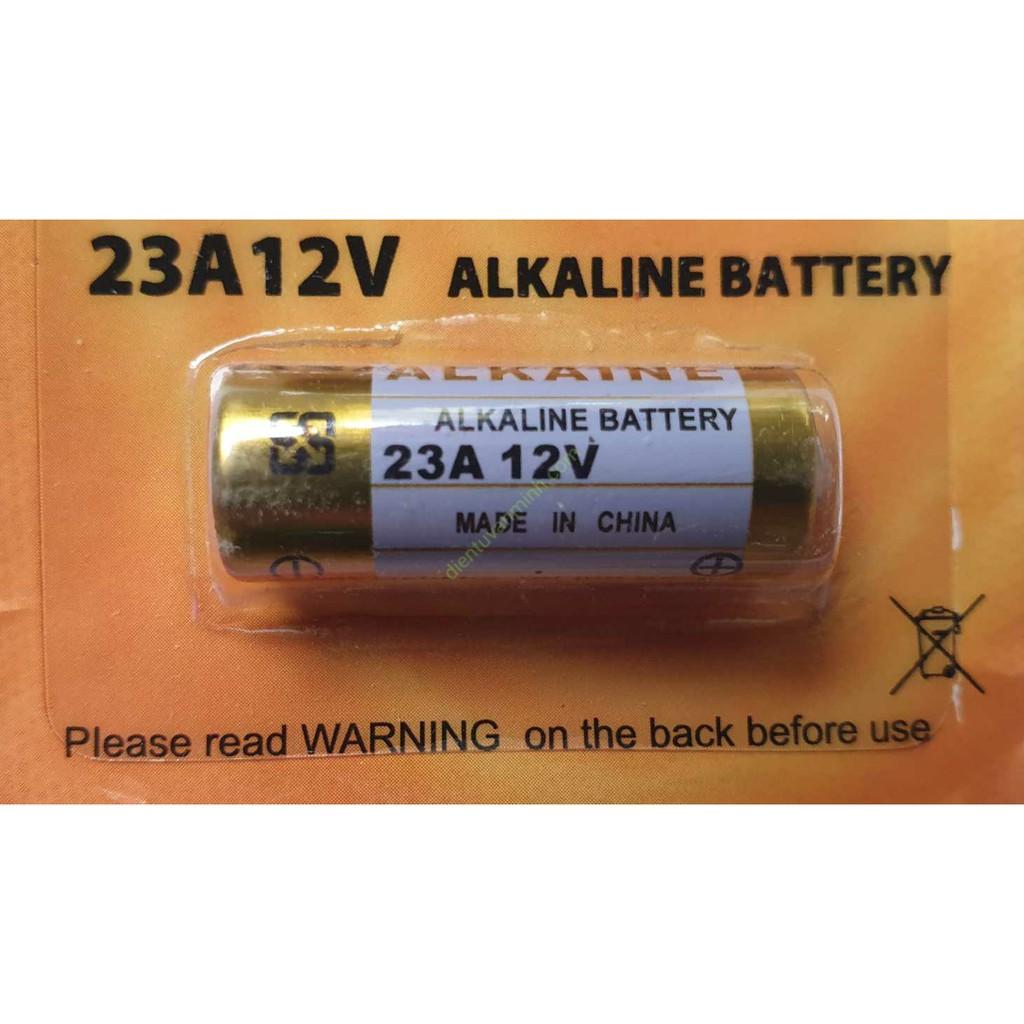 23A12V ALKALINE BATTERY
ALKAINE
ALKALINE BATTERY
23A 12V
MADE IN CHINA
Please read WARNING on the back before use